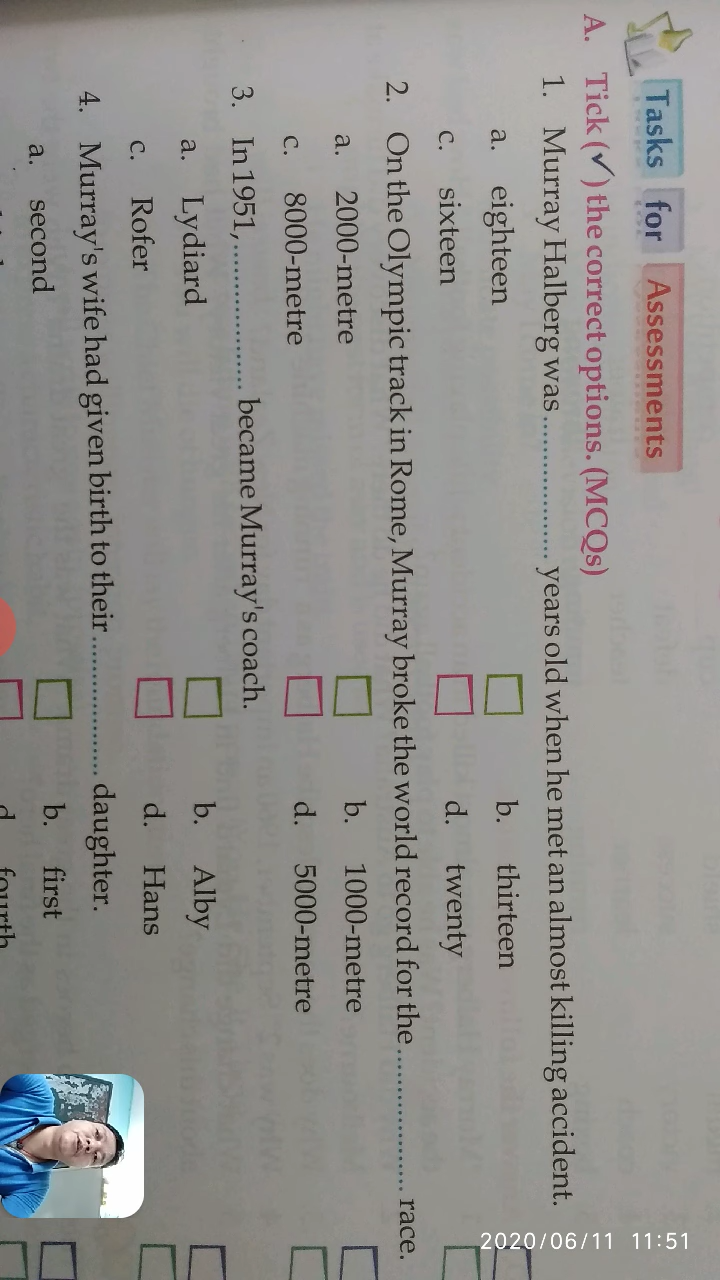 Tasks for Assessments
A. Tick (✓) the correct options. (MCQs)
1. Murray Halberg was .................. years old when he met an almost killing accident.
a. eighteen b. thirteen
c. sixteen d. twenty
2. On the Olympic track in Rome, Murray broke the world record for the .................. race.
a. 2000-metre b. 1000-metre
c. 8000-metre d. 5000-metre
3. In 1951, .................. became Murray's coach.
a. Lydiard b. Alby
c. Rofer d. Hans
4. Murray's wife had given birth to their .................. daughter.
a. second b. first
d. fourth
2020/06/11 11:51